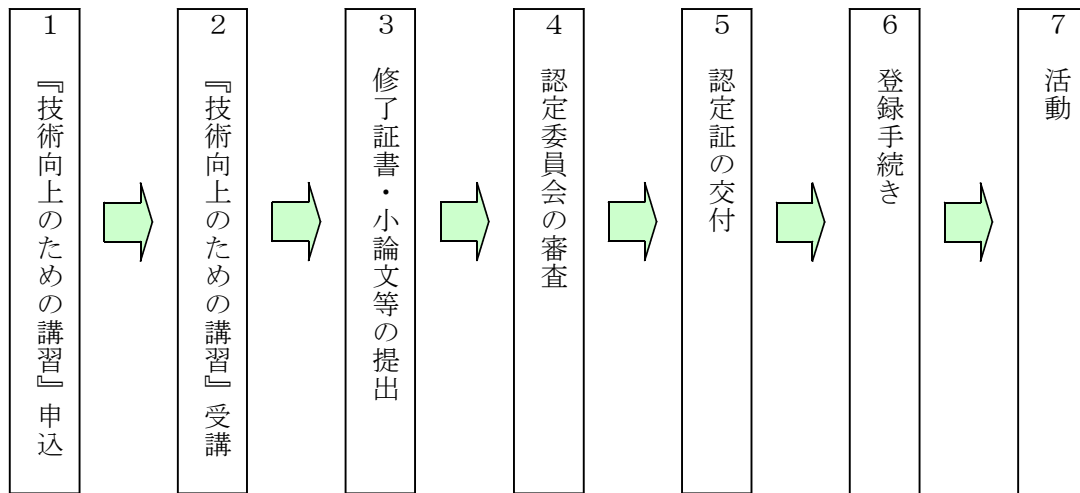 1 『技術向上のための講習』申込
2 『技術向上のための講習』受講
3 修了証書・小論文等の提出
4 認定委員会の審査
5 認定証の交付
6 登録手続き
7 活動